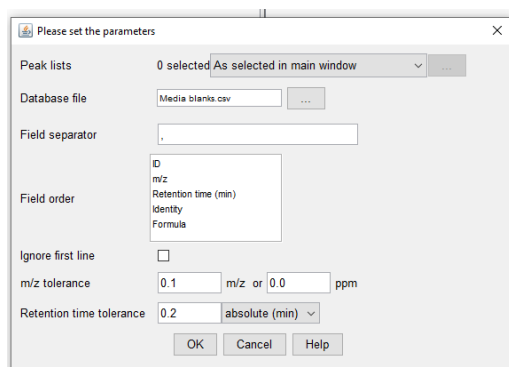 Please set the parameters
Peak lists 0 selected As selected in main window ...
Database file Media blanks.csv ...
Field separator ,
Field order
ID
m/z
Retention time (min)
Identity
Formula
Ignore first line
m/z tolerance 0.1 m/z or 0.0 ppm
Retention time tolerance 0.2 absolute (min)
OK Cancel Help